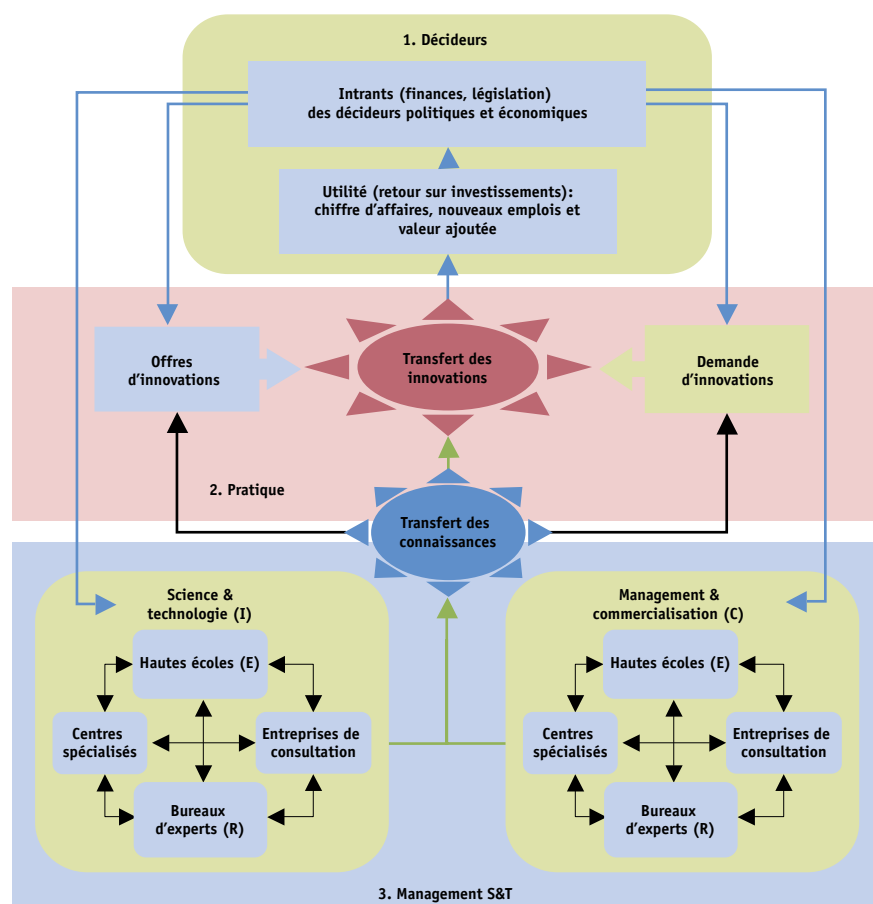 1. Décideurs
Intrants (finances, législation)
des décideurs politiques et économiques
Utilité (retour sur investissements):
chiffre d'affaires, nouveaux emplois et
valeur ajoutée
Offres
d'innovations
Transfert des
innovations
Demande
d'innovations
2. Pratique
Transfert des
connaissances
Science &
technologie (I)
Hautes écoles (E)
Centres
spécialisés
Entreprises de
consultation
Bureaux
d'experts (R)
Management &
commercialisation (C)
Hautes écoles (E)
Centres
spécialisés
Entreprises de
consultation
Bureaux
d'experts (R)
3. Management S&T